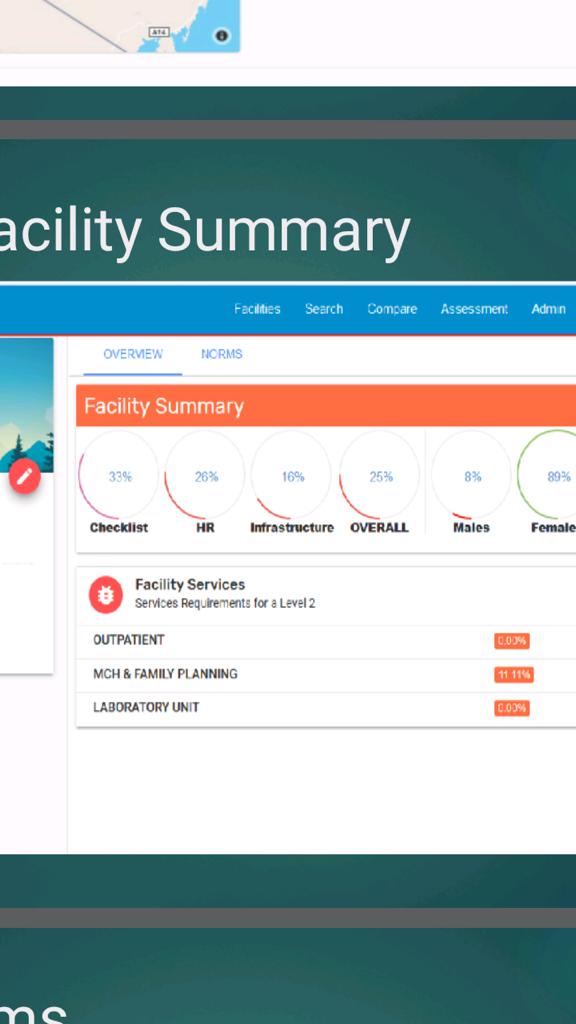 A14
acility Summary
Facilities Search Compare Assessment Admin
OVERVIEW NORMS
Facility Summary
33% 26% 16% 25% 8% 89%
Checklist HR Infrastructure OVERALL Males Female
Facility Services
Services Requirements for a Level 2
OUTPATIENT 0.00%
MCH & FAMILY PLANNING 11.11%
LABORATORY UNIT 0.00%
ms